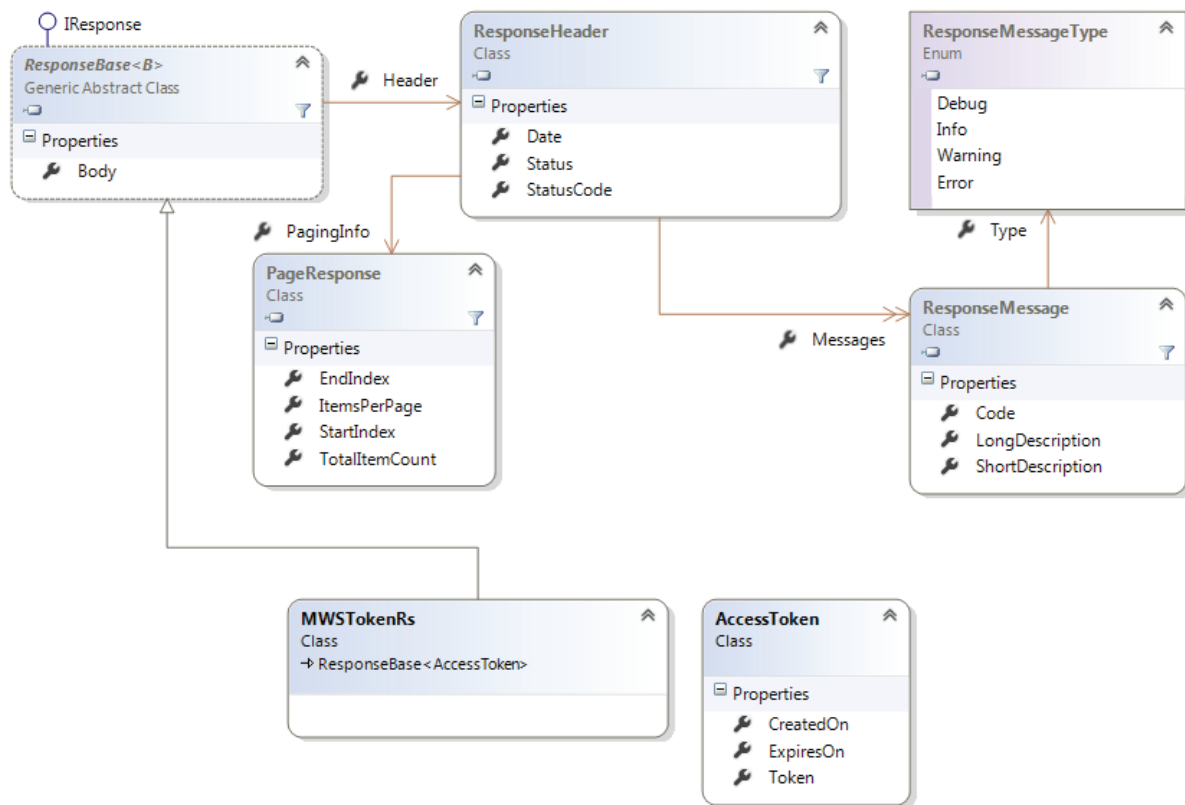 IResponse
ResponseBase<B>
Generic Abstract Class
Properties
Body
Header
ResponseHeader
Class
Properties
Date
Status
StatusCode
ResponseMessageType
Enum
Debug
Info
Warning
Error
PagingInfo
Type
PageResponse
Class
Properties
EndIndex
ItemsPerPage
StartIndex
TotalItemCount
Messages
ResponseMessage
Class
Properties
Code
LongDescription
ShortDescription
MWSTokenRs
Class
ResponseBase<AccessToken>
AccessToken
Class
Properties
CreatedOn
ExpiresOn
Token